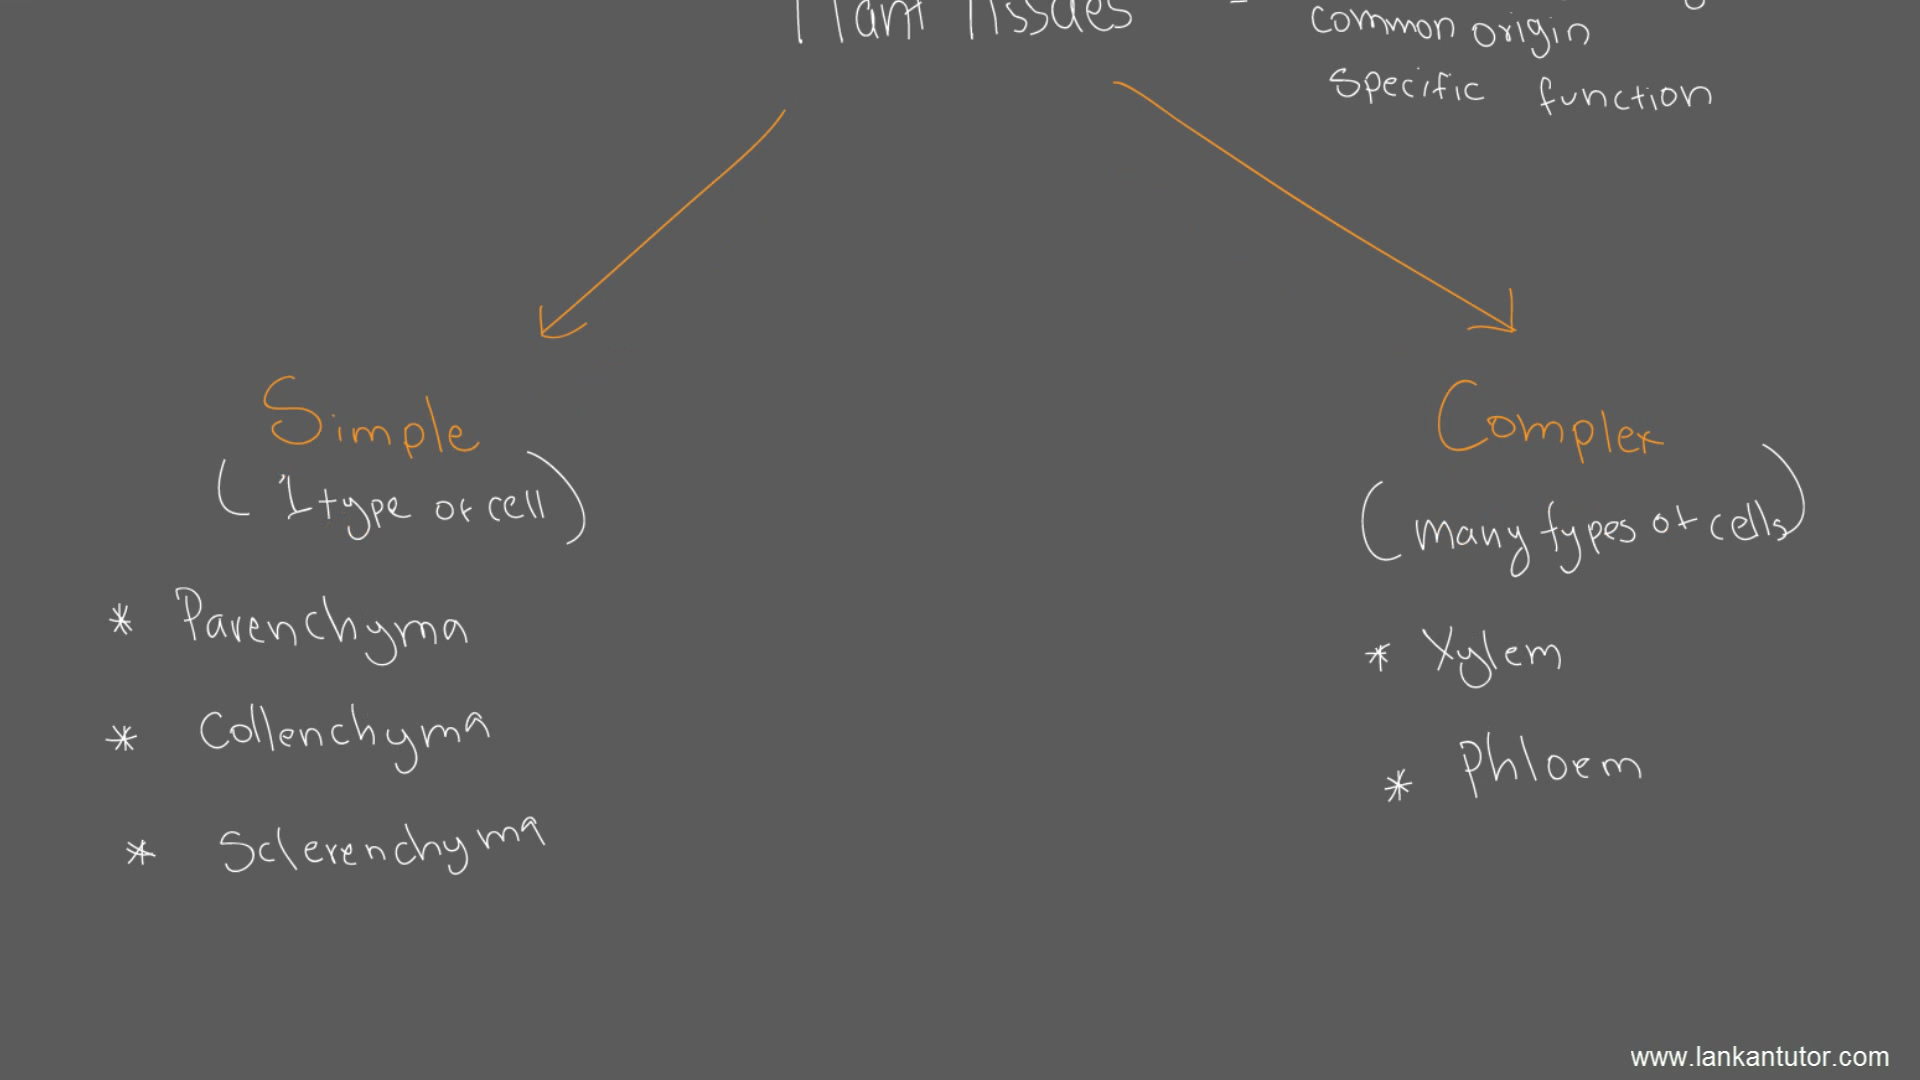 Plant Tissues -
common origin
Specific function
Simple
(1 type of cell)
* Parenchyma
* Collenchyma
* Sclerenchyma
Complex
(many types of cells)
* Xylem
* Phloem
www.lankantutor.com